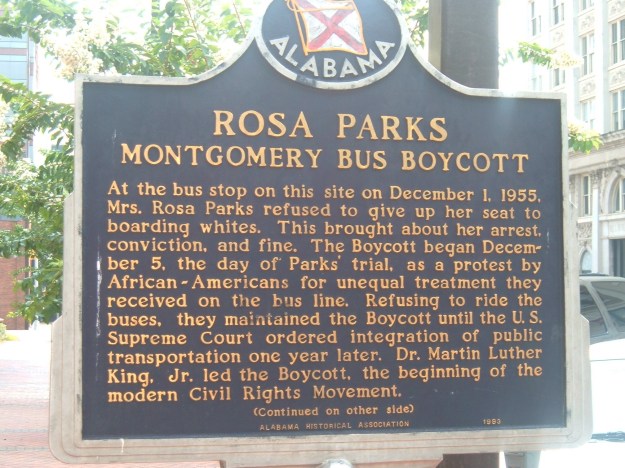 ALABAMA
ROSA PARKS
MONTGOMERY BUS BOYCOTT
At the bus stop on this site on December 1, 1955,
Mrs. Rosa Parks refused to give up her seat to
boarding whites. This brought about her arrest,
conviction, and fine. The Boycott began Decem-
ber 5, the day of Parks' trial, as a protest by
African-Americans for unequal treatment they
received on the bus line. Refusing to ride the
buses, they maintained the Boycott until the U.S.
Supreme Court ordered integration of public
transportation one year later. Dr. Martin Luther
King, Jr. led the Boycott, the beginning of the
modern Civil Rights Movement.
(Continued on other side)
ALABAMA HISTORICAL ASSOCIATION 1993